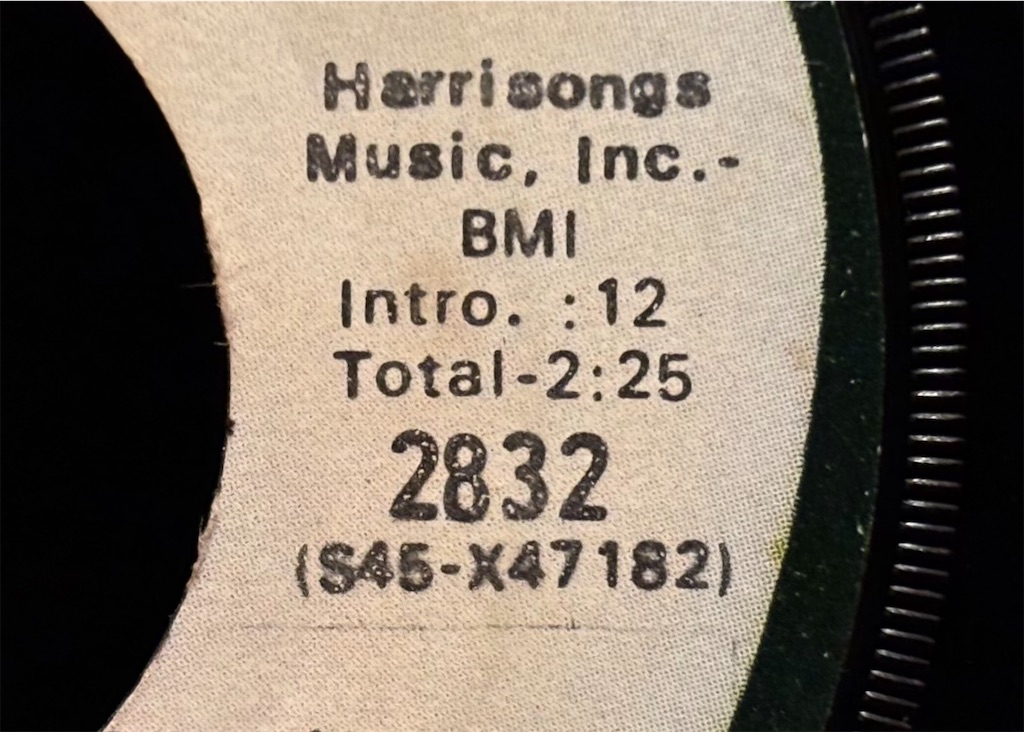 Harrisongs
Music, Inc.-
BMI
Intro. :12
Total-2:25
2832
(S45-X47182)